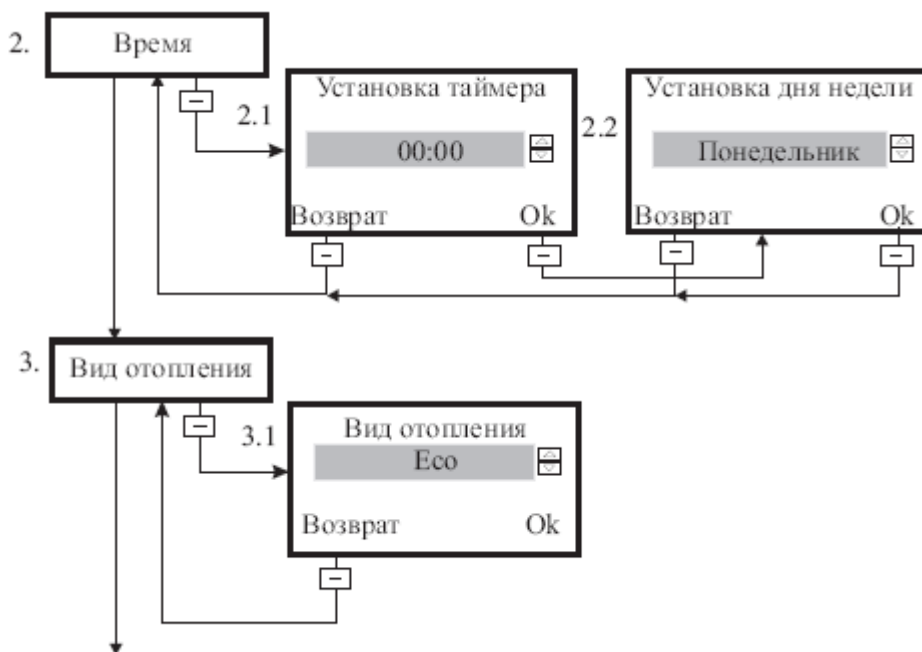 2.
Время
2.1
Установка таймера
00:00
Возврат Ok
2.2
Установка дня недели
Понедельник
Возврат Ok
3.
Вид отопления
3.1
Вид отопления
Eco
Возврат Ok